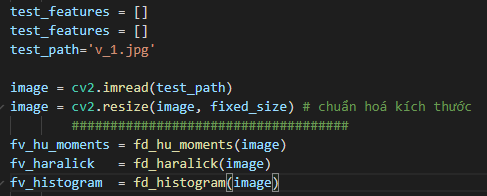 test_features = []
test_features = []
test_path='v_1.jpg'
image = cv2.imread(test_path)
image = cv2.resize(image, fixed_size) # chuẩn hoá kích thước
####################################
fv_hu_moments = fd_hu_moments(image)
fv_haralick = fd_haralick(image)
fv_histogram = fd_histogram(image)